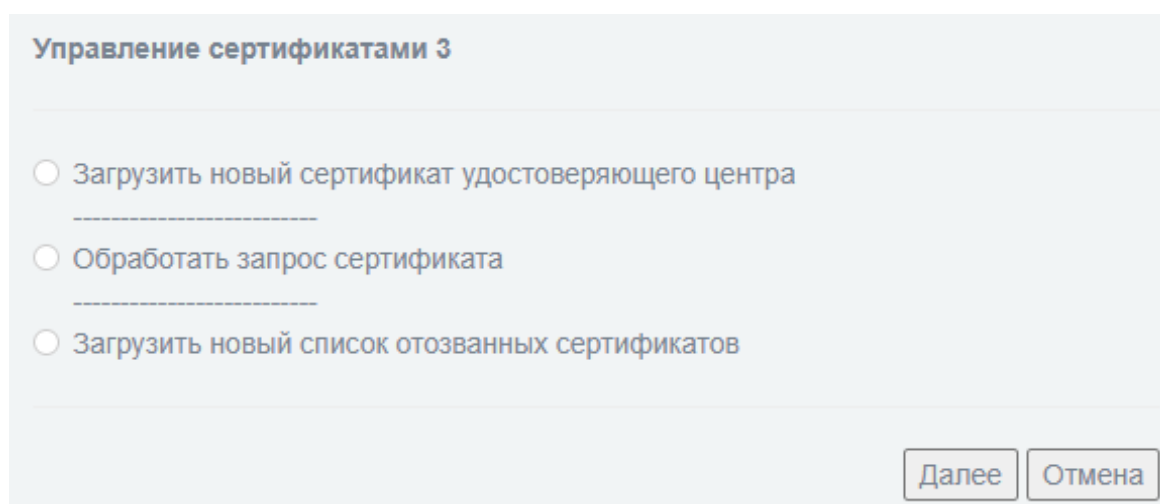 Управление сертификатами 3
Загрузить новый сертификат удостоверяющего центра
--------------------------
Обработать запрос сертификата
--------------------------
Загрузить новый список отозванных сертификатов
Далее Отмена